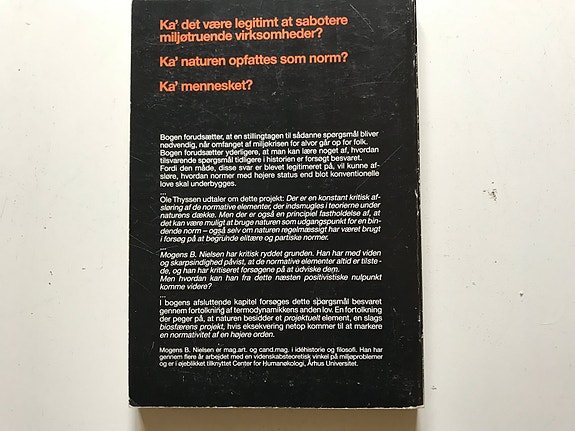 Ka' det være legitimt at sabotere
miljøtruende virksomheder?
Ka' naturen opfattes som norm?
Ka' mennesket?
Bogen forudsætter, at en stillingtagen til sådanne spørgsmål bliver
nødvendig, når omfanget af miljøkrisen for alvor går op for folk.
Bogen forudsætter yderligere, at man kan lære noget af, hvordan
tilsvarende spørgsmål tidligere i historien er forsøgt besvaret.
Fordi den måde, disse svar er blevet legitimeret på, vil kunne af-
sløre, hvordan normer med højere status end blot konventionelle
love skal underbygges.
...
Ole Thyssen udtaler om dette projekt: Der er en konstant kritisk af-
sløring af de normative elementer, der indsmugles i teorierne under
naturens dække. Men der er også en principiel fastholdelse af, at
det kan være muligt at bruge naturen som udgangspunkt for en bin-
dende norm – også selv om naturen regelmæssigt har været brugt
i forsøg på at begrunde elitære og partiske normer.
...
Mogens B. Nielsen har kritisk ryddet grunden. Han har med viden
og skarpsindighed påvist, at de normative elementer altid er tilste-
de, og han har kritiseret forsøgene på at udviske dem.
Men hvordan kan han fra dette næsten positivistiske nulpunkt
komme videre?
...
I bogens afsluttende kapitel forsøges dette spørgsmål besvaret
gennem fortolkning af termodynamikkens anden lov. En fortolkning
der peger på, at naturen besidder et projektuelt element, en slags
biosfærens projekt, hvis eksekvering netop kommer til at markere
en normativitet af en højere orden.
Mogens B. Nielsen er mag.art. og cand.mag. i idéhistorie og filosofi. Han har
gennem flere år arbejdet med en videnskabsteoretisk vinkel på miljøproblemer
og er i øjeblikket tilknyttet Center for Humanøkologi, Århus Universitet.